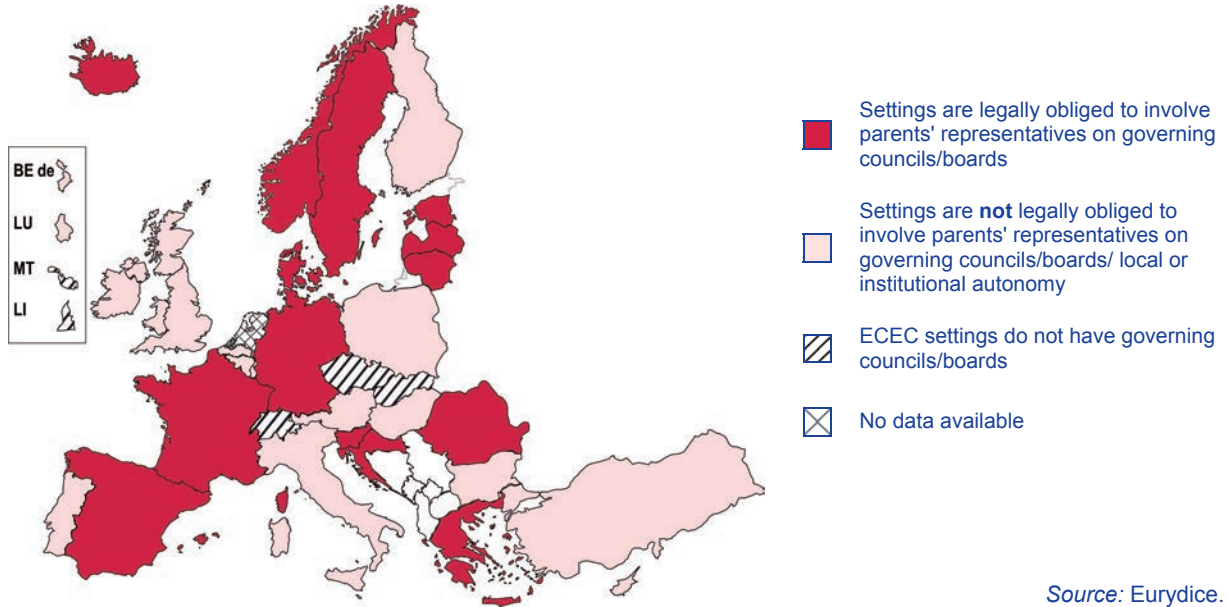 BE de
LU
MT
LI
Settings are legally obliged to involve
parents' representatives on governing
councils/boards
Settings are not legally obliged to
involve parents' representatives on
governing councils/boards/ local or
institutional autonomy
ECEC settings do not have governing
councils/boards
No data available
Source: Eurydice.